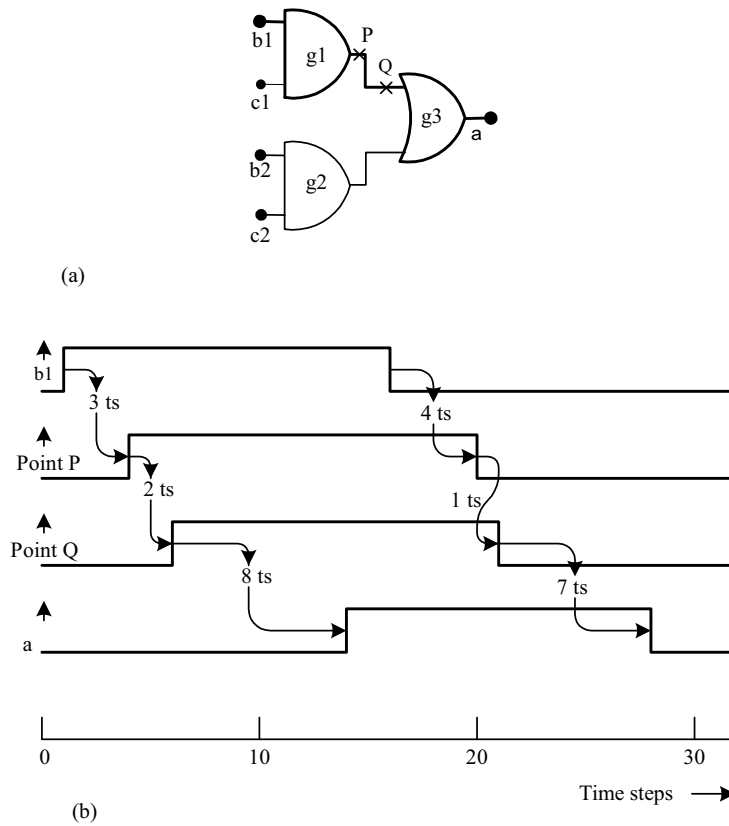 b1
g1
P
c1
Q
g3
a
b2
g2
c2
(a)
b1
3 ts
4 ts
Point P
2 ts
1 ts
Point Q
8 ts
7 ts
a
0 10 20 30
Time steps
(b)